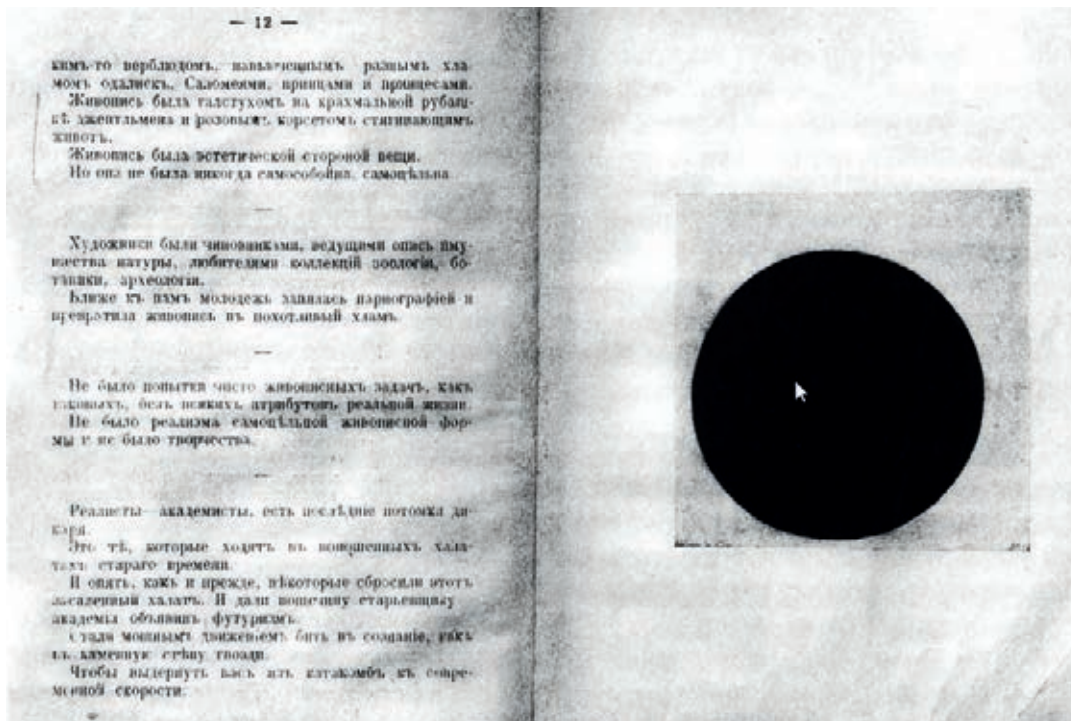 — 12 —
кимъ-то верблюдомъ, навьюченнымъ разнымъ хла-
момъ одалискъ, Саломеями, принцами и принцесами.
Живопись была галстухомъ на крахмальной рубаш-
кѣ джентльмена и розовымъ корсетомъ стягивающимъ
животъ.
Живопись была эстетической стороной вещи.
Но она не была никогда самособойна, самоцѣльна
Художники были чиновниками, ведущими опись иму-
щества натуры, любителями коллекцій зоологіи, бо-
таники, археологіи.
Ближе къ намъ молодежь занялась порнографіей и
превратила живопись въ похотливый хламъ.
Не было попытки чисто живописныхъ задачъ, какъ
таковыхъ, безъ всякихъ атрибутовъ реальной жизни.
Не было реализма самоцѣльной живописной фор-
мы и не было творчества.
Реалисты академисты, есть послѣдніе потомки ди-
каря.
Это тѣ, которые ходятъ въ поношенныхъ хала-
тахъ стараго времени.
И опять, какъ и прежде, нѣкоторые сбросили этотъ
засаленный халатъ. И дали пощечину старьевщику
академіи объявивъ футуризмъ.
Стали мощнымъ движеніемъ бить въ сознаніе, какъ
въ каменную стѣну гвозди.
Чтобы выдернуть васъ изъ катакомбъ къ совре-
менной скорости.